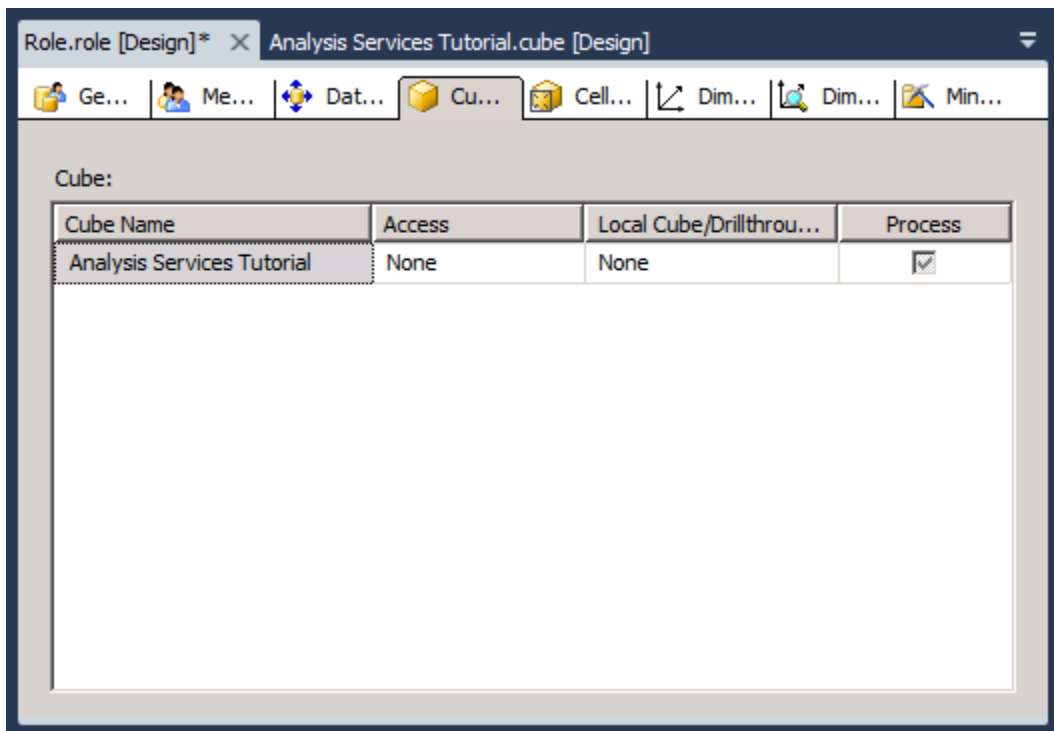 Role.role [Design]* Analysis Services Tutorial.cube [Design]
Ge... Me... Dat... Cu... Cell... Dim... Dim... Min...
Cube:
Cube Name Access Local Cube/Drillthrou... Process
Analysis Services Tutorial None None